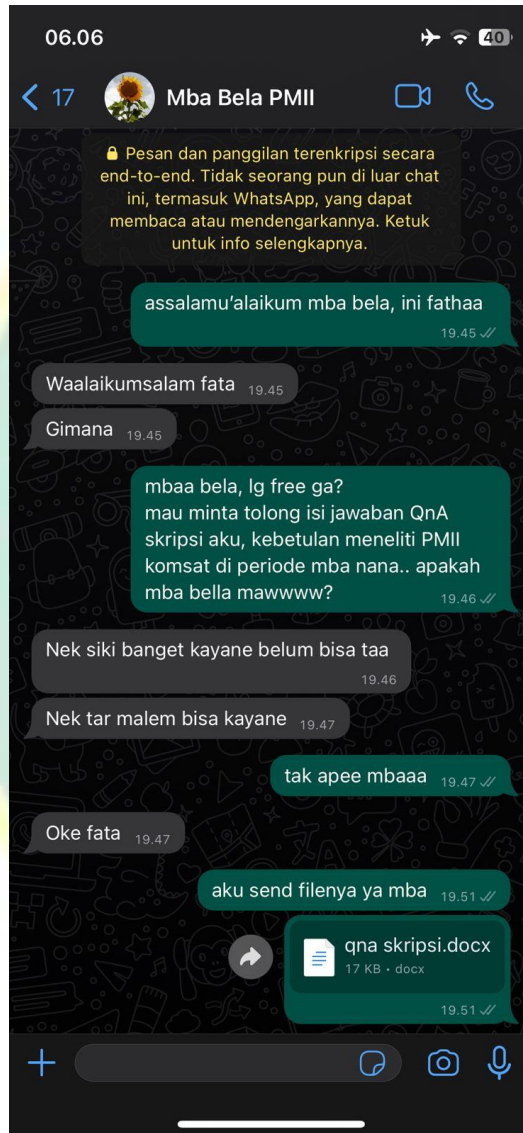 06.06
40
17
Mba Bela PMII
Pesan dan panggilan terenkripsi secara
end-to-end. Tidak seorang pun di luar chat
ini, termasuk WhatsApp, yang dapat
membaca atau mendengarkannya. Ketuk
untuk info selengkapnya.
assalamu'alaikum mba bela, ini fathaa
19.45
Waalaikumsalam fata 19.45
Gimana 19.45
mbaa bela, lg free ga?
mau minta tolong isi jawaban QnA
skripsi aku, kebetulan meneliti PMII
komsat di periode mba nana.. apakah
mba bella mawwww?
19.46
Nek siki banget kayane belum bisa taa
19.46
Nek tar malem bisa kayane 19.47
tak apee mbaaa 19.47
Oke fata 19.47
aku send filenya ya mba 19.51
qna skripsi.docx
17 KB • docx
19.51